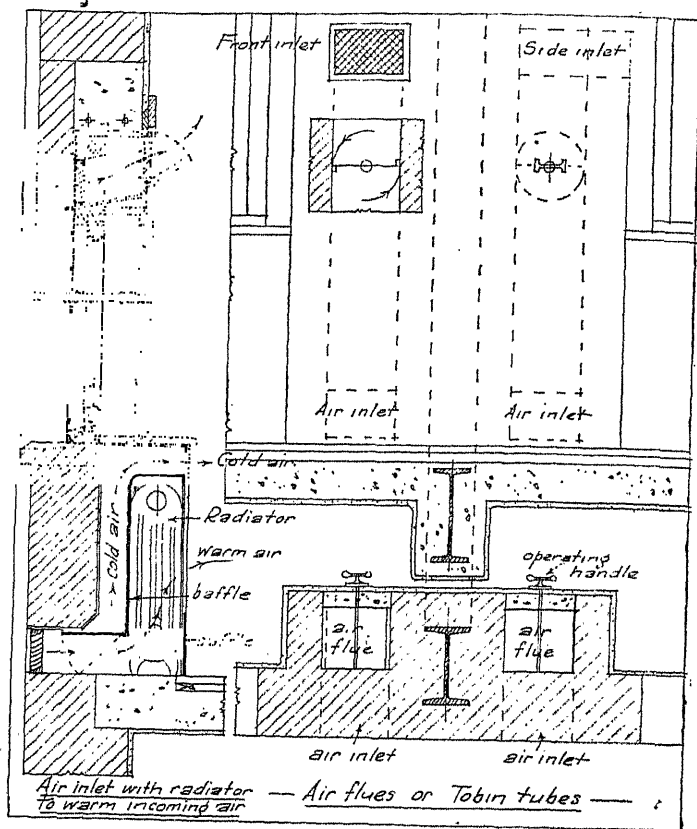 Front inlet
Side inlet
Air inlet
Air inlet
Cold air
Cold air
Radiator
warm air
baffle
operating
handle
air
flue
air
flue
air inlet
air inlet
Air inlet with radiator
to warm incoming air
— Air flues or Tobin tubes —